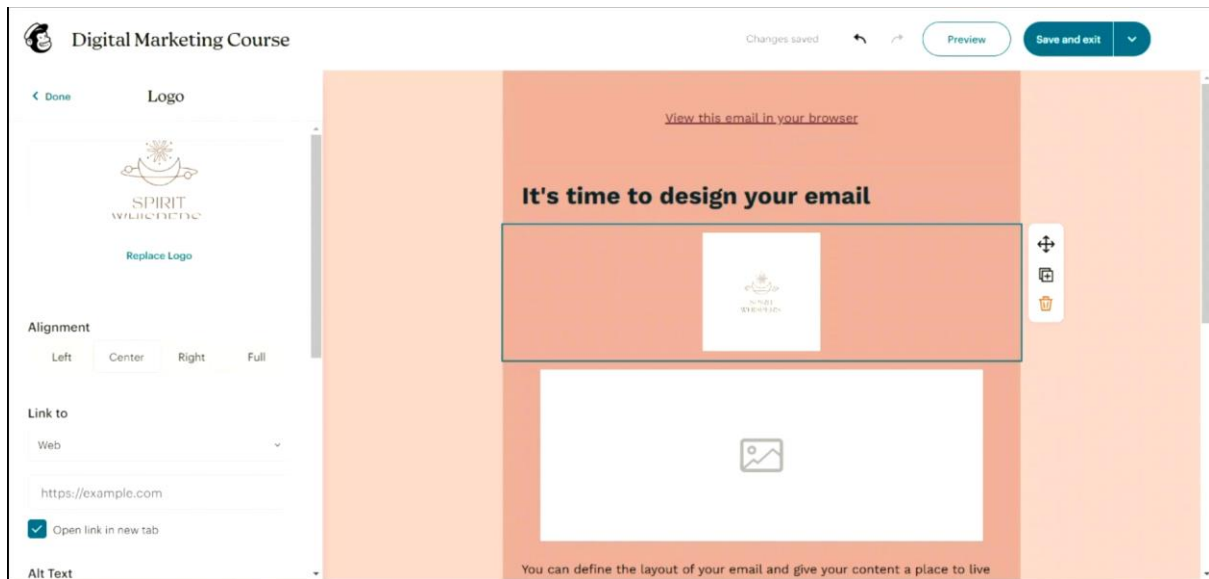 Digital Marketing Course
Changes saved
Preview
Save and exit
Done
Logo
SPIRIT
WHISPERS
Replace Logo
Alignment
Left Center Right Full
Link to
Web
https://example.com
Open link in new tab
Alt Text
View this email in your browser
It's time to design your email
SPIRIT
WHISPERS
You can define the layout of your email and give your content a place to live